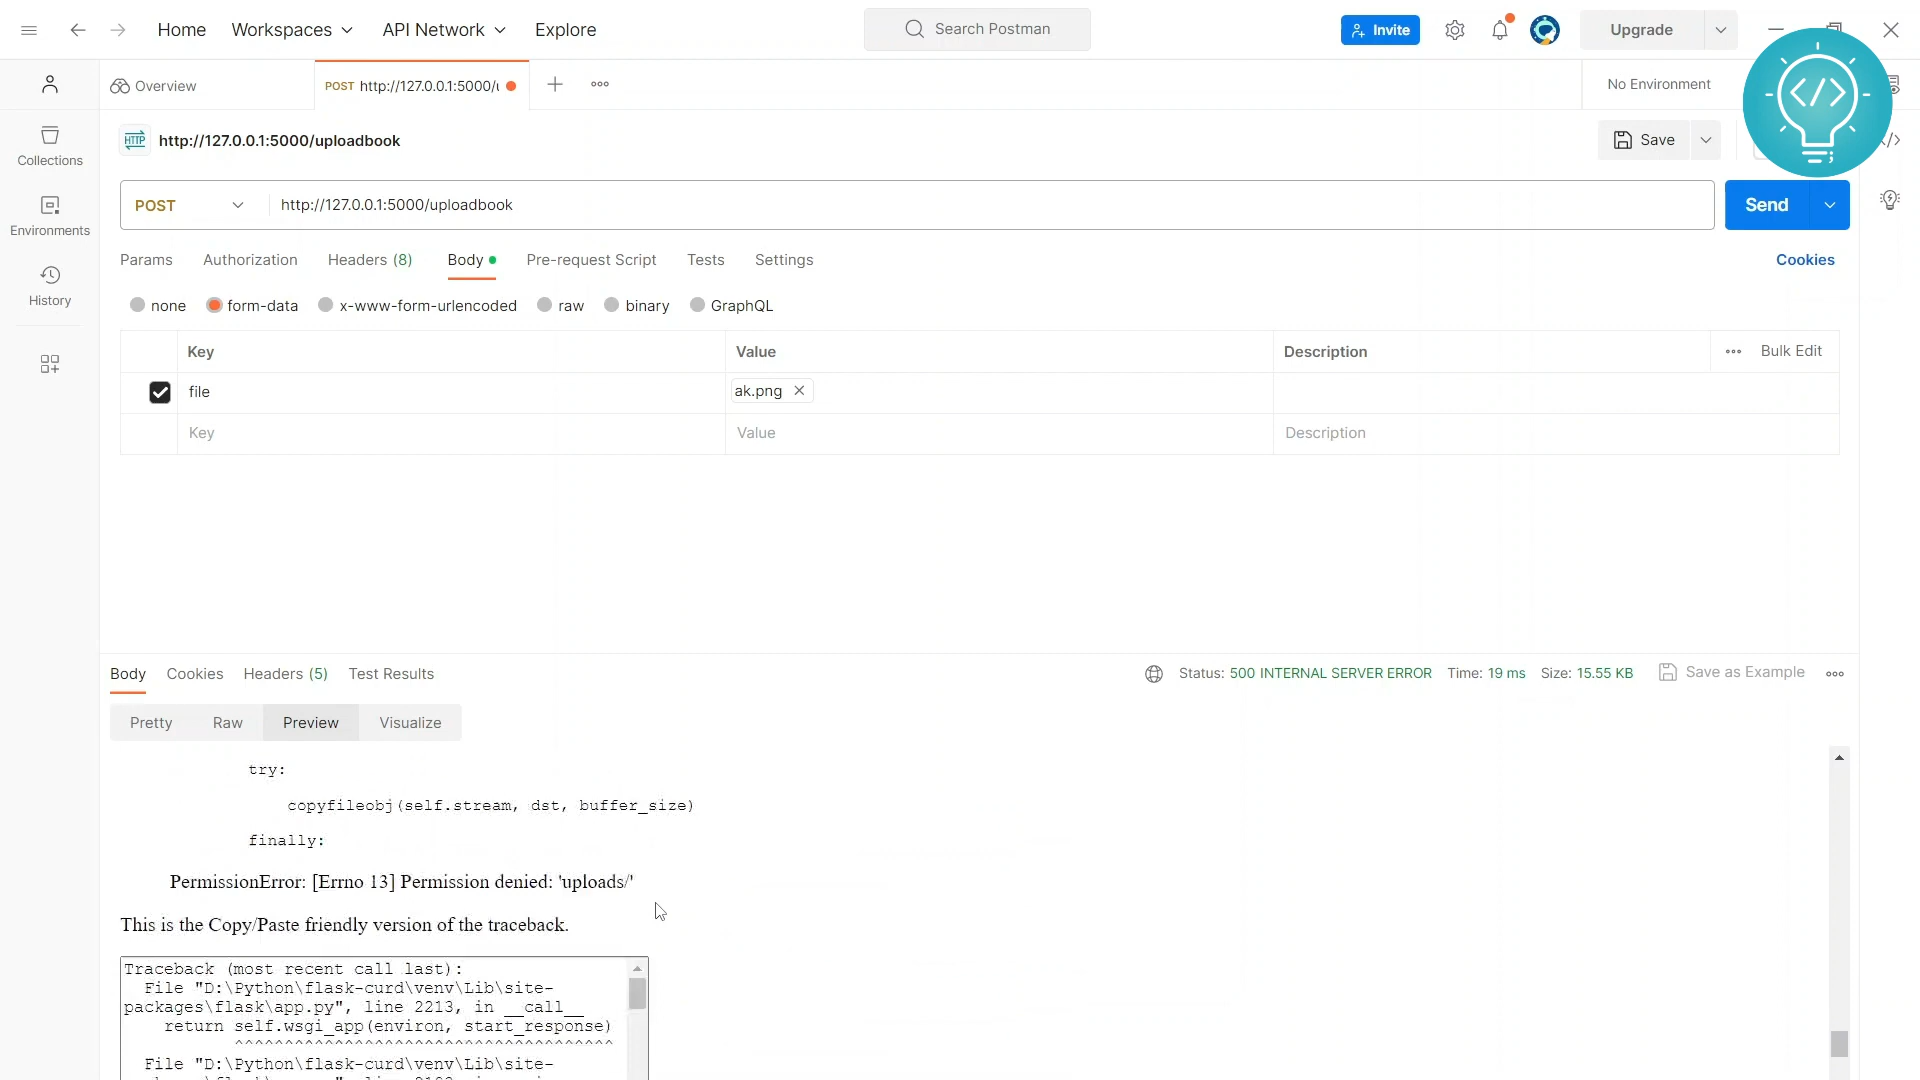 Home Workspaces API Network Explore Search Postman Invite Upgrade
Overview POST http://127.0.0.1:5000/ No Environment
HTTP http://127.0.0.1:5000/uploadbook Save </>
Collections
Environments
History
POST http://127.0.0.1:5000/uploadbook Send
Params Authorization Headers (8) Body Pre-request Script Tests Settings Cookies
none form-data x-www-form-urlencoded raw binary GraphQL
Key Value Description Bulk Edit
file ak.png
Key Value Description
Body Cookies Headers (5) Test Results Status: 500 INTERNAL SERVER ERROR Time: 19 ms Size: 15.55 KB Save as Example
Pretty Raw Preview Visualize
try:
copyfileobj(self.stream, dst, buffer_size)
finally:
PermissionError: [Errno 13] Permission denied: 'uploads/'
This is the Copy/Paste friendly version of the traceback.
Traceback (most recent call last):
File "D:\Python\flask-curd\venv\Lib\site-
packages\flask\app.py", line 2213, in __call__
return self.wsgi_app(environ, start_response)
^^^^^^^^^^^^^^^^^^^^^^^^^^^^^^^^^^^^^
File "D:\Python\flask-curd\venv\Lib\site-